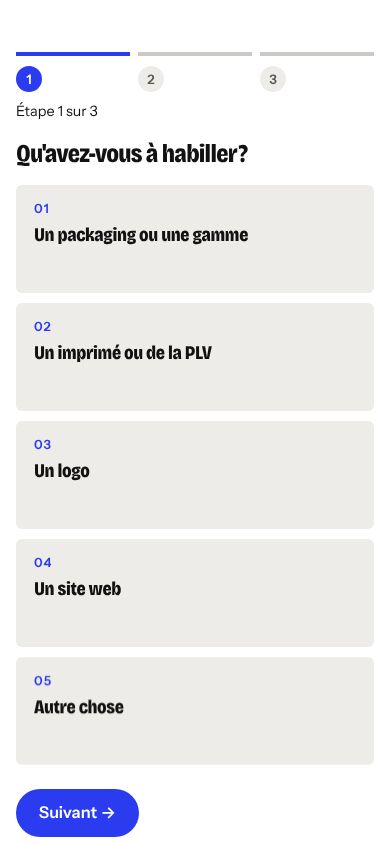 1
2
3
Étape 1 sur 3
Qu'avez-vous à habiller?
01
Un packaging ou une gamme
02
Un imprimé ou de la PLV
03
Un logo
04
Un site web
05
Autre chose
Suivant →